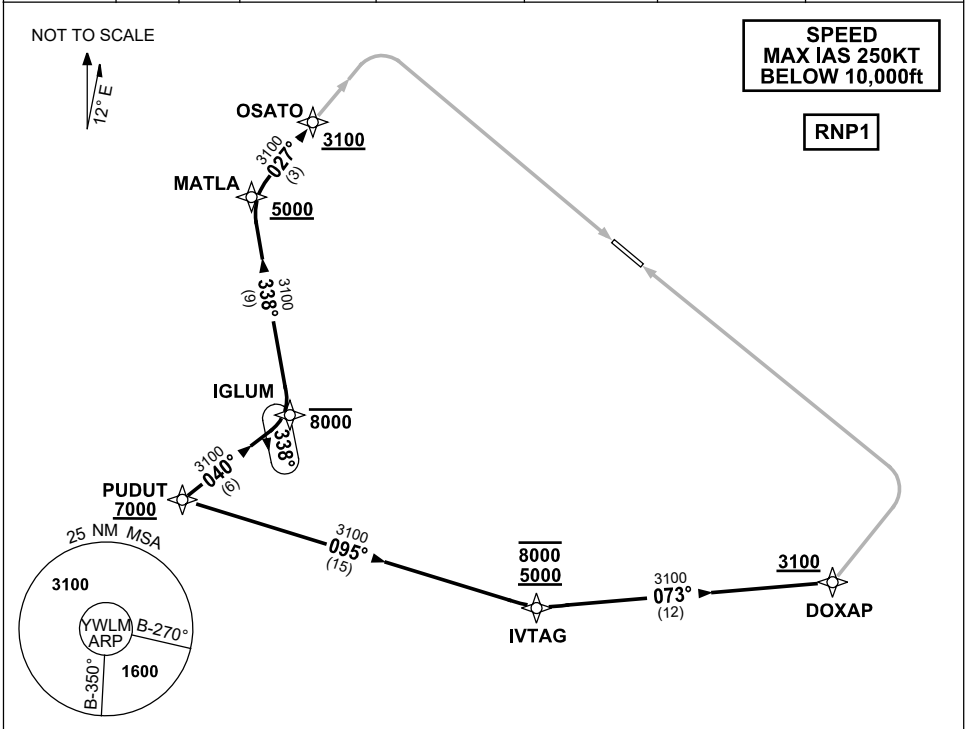 NOT TO SCALE
12° E
SPEED
MAX IAS 250KT
BELOW 10,000ft
RNP1
OSATO
3100
3100
027°
(3)
MATLA
5000
3100
338°
(9)
IGLUM
8000
338°
3100
040°
(6)
PUDUT
7000
3100
095°
(15)
8000
5000
IVTAG
3100
073°
(12)
3100
DOXAP
25 NM MSA
3100
YWLM
ARP
B-270°
B-350°
1600